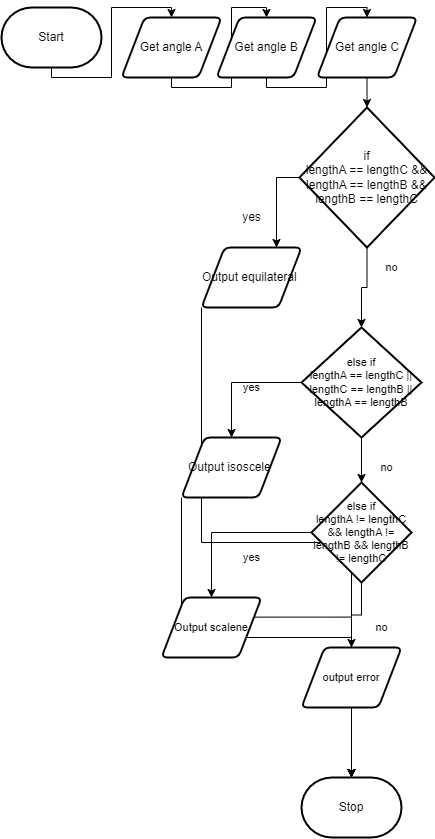 Start
Get angle A
Get angle B
Get angle C
if
lengthA == lengthC &&
lengthA == lengthB &&
lengthB == lengthC
yes
no
Output equilateral
else if
lengthA == lengthC ||
lengthC == lengthB ||
lengthA == lengthB
yes
no
Output isoscele
else if
lengthA != lengthC
&& lengthA !=
lengthB && lengthB
!= lengthC
yes
no
Output scalene
output error
Stop